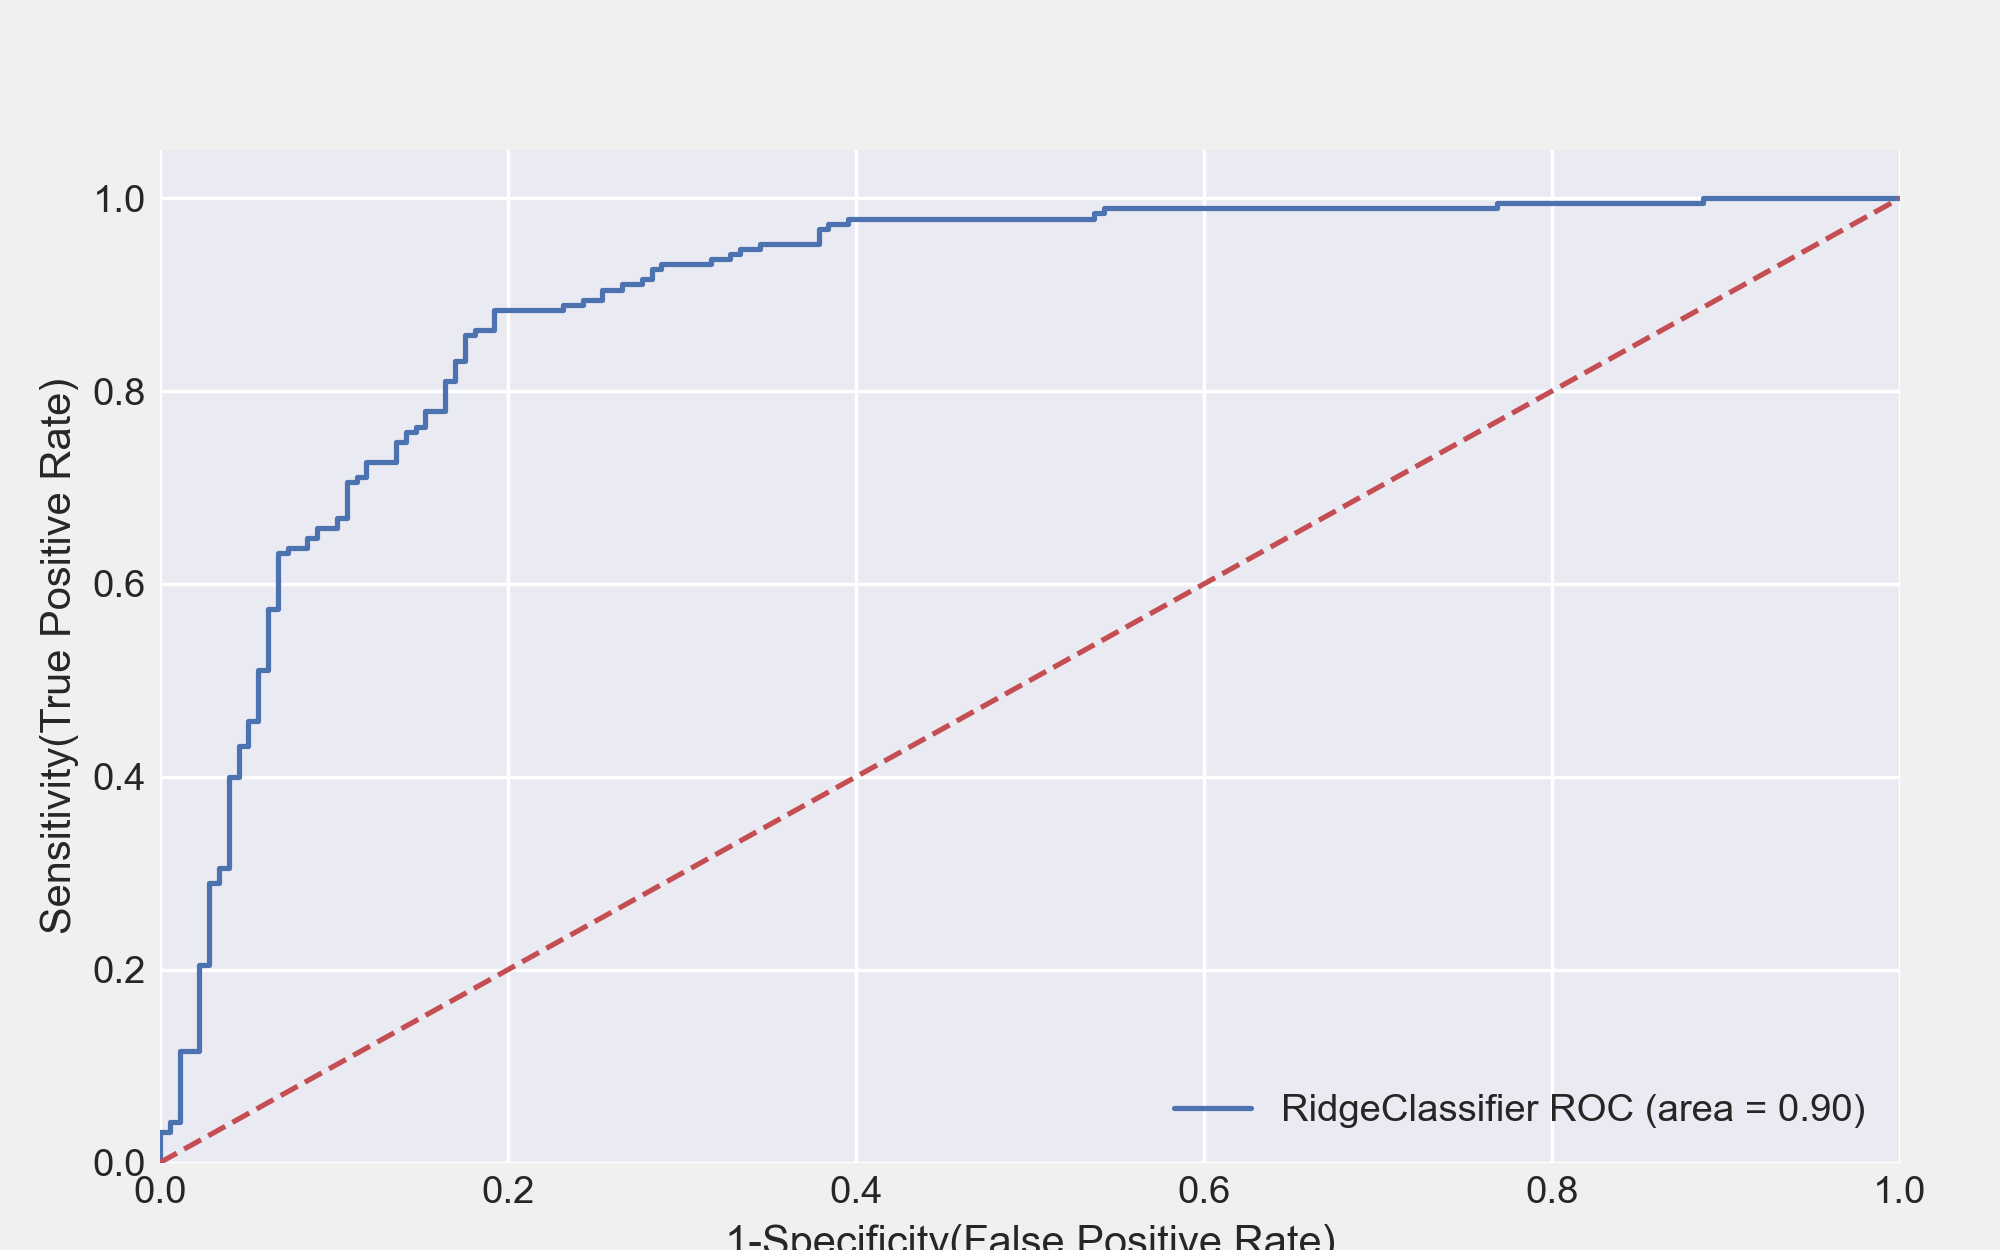 1.0
0.8
0.6
0.4
0.2
0.0
Sensitivity(True Positive Rate)
RidgeClassifier ROC (area = 0.90)
0.0 0.2 0.4 0.6 0.8 1.0
1-Specificity(False Positive Rate)